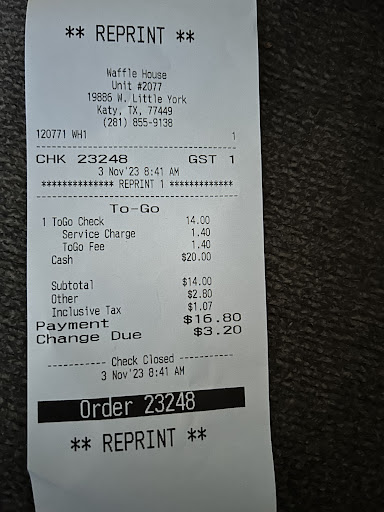 ** REPRINT **
Waffle House
Unit #2077
19886 W. Little York
Katy, TX, 77449
(281) 855-9138
120771 WH1 1
CHK 23248 GST 1
3 Nov'23 8:41 AM
************** REPRINT 1 *************
To-Go
1 ToGo Check 14.00
Service Charge 1.40
ToGo Fee 1.40
Cash $20.00
Subtotal $14.00
Other $2.80
Inclusive Tax $1.07
Payment $16.80
Change Due $3.20
----------- Check Closed -----------
3 Nov'23 8:41 AM
Order 23248
** REPRINT **